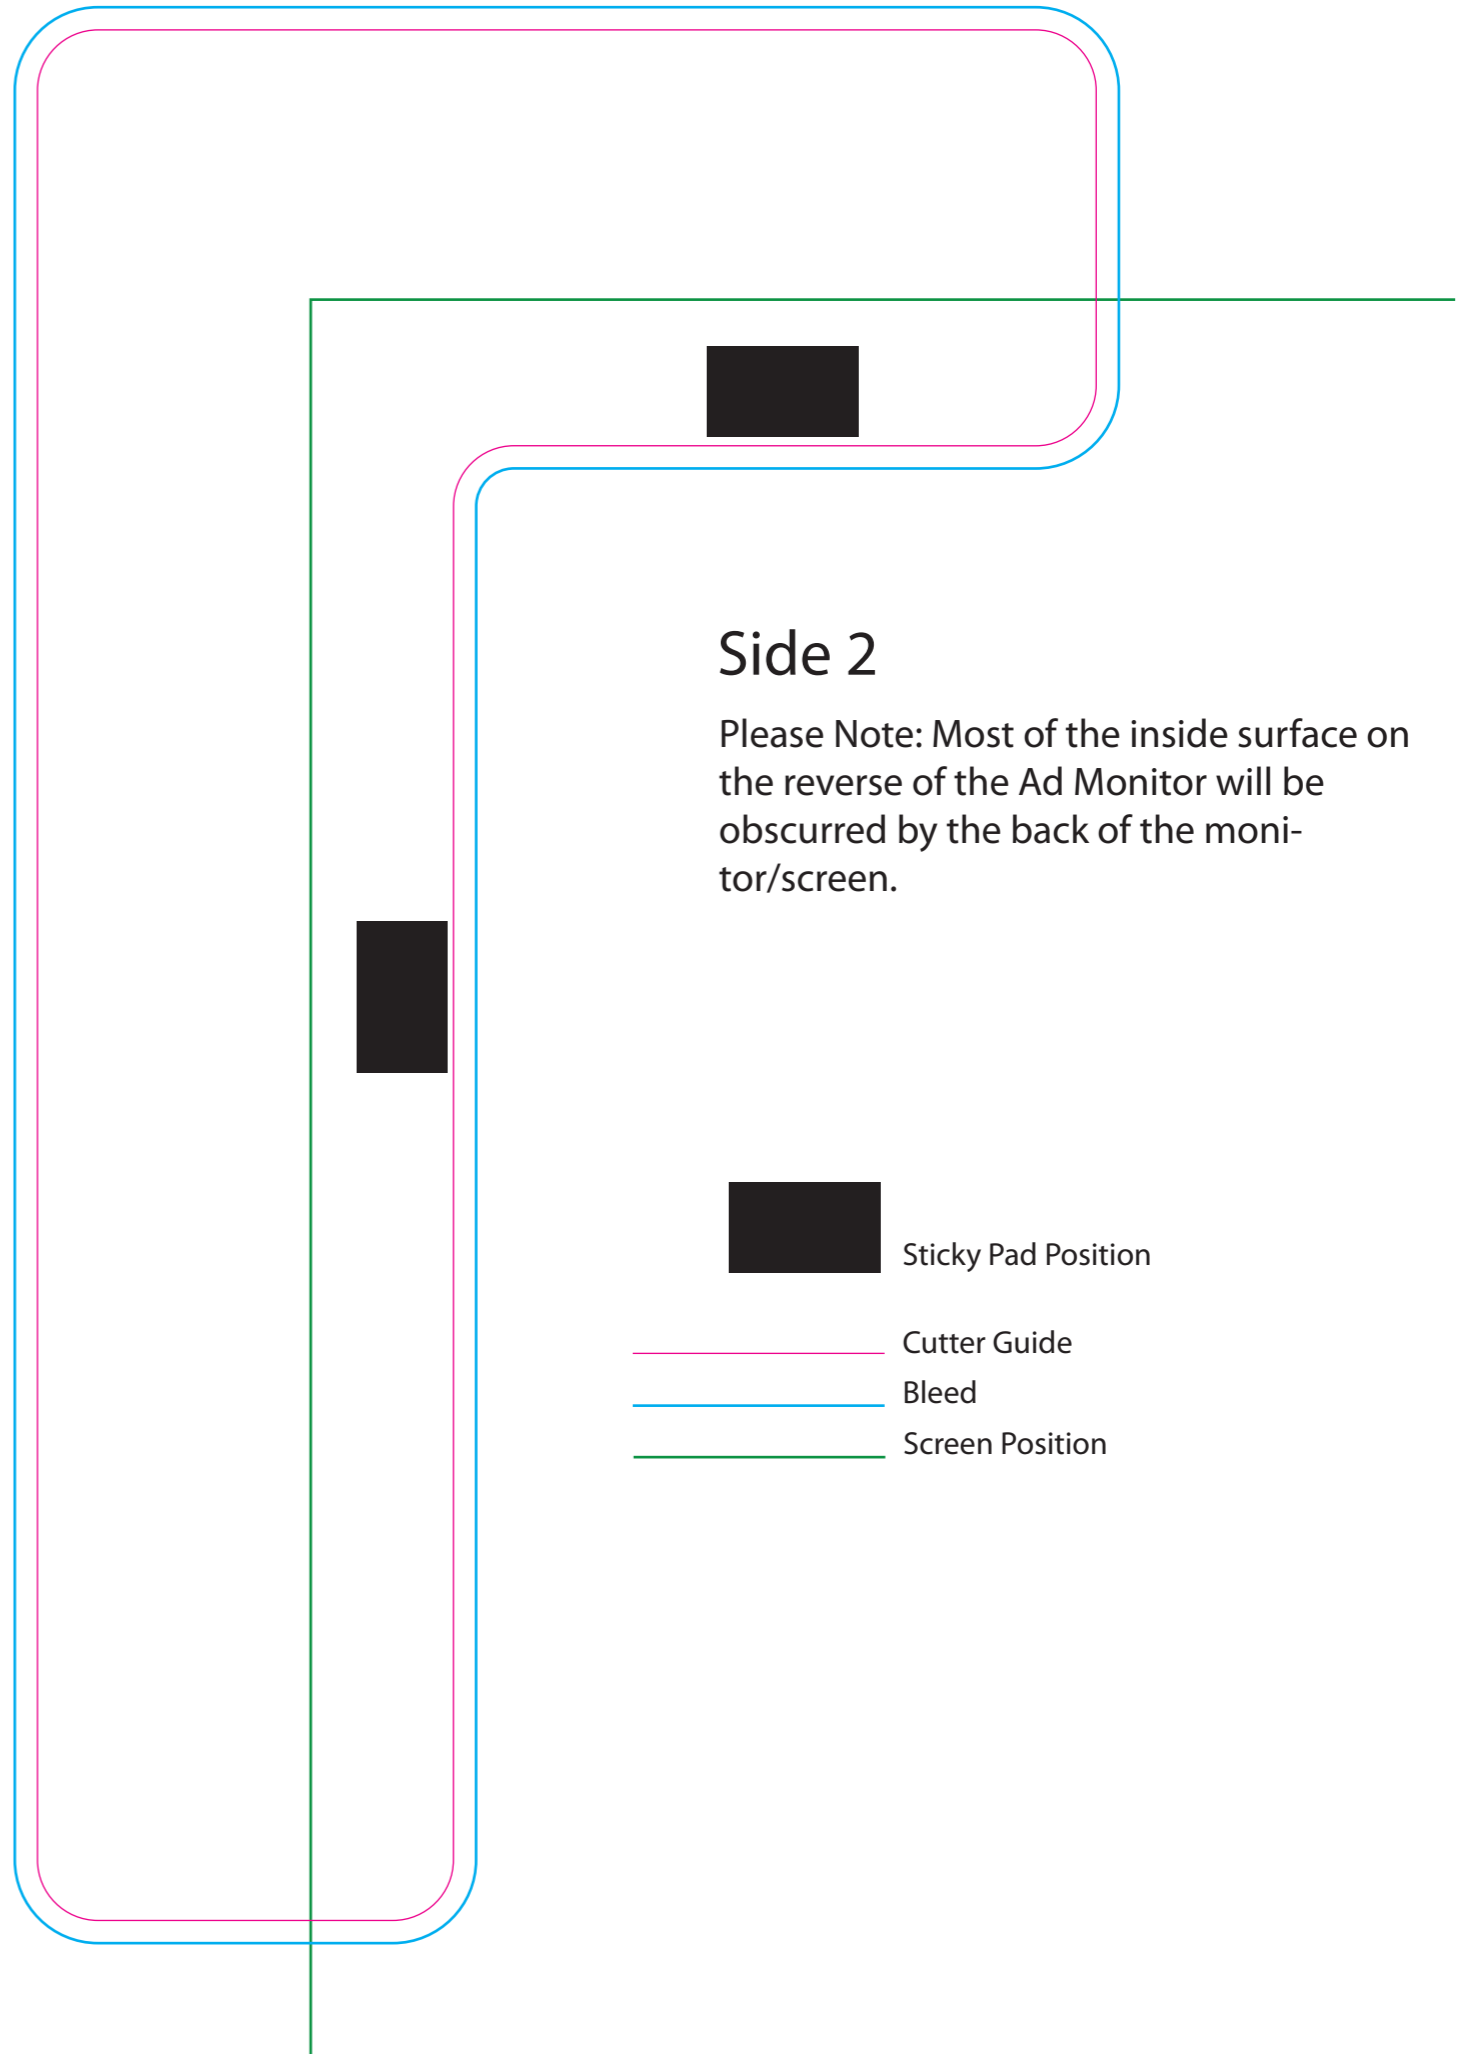 Side 2
Please Note: Most of the inside surface on
the reverse of the Ad Monitor will be
obscurred by the back of the moni-
tor/screen.
Sticky Pad Position
Cutter Guide
Bleed
Screen Position